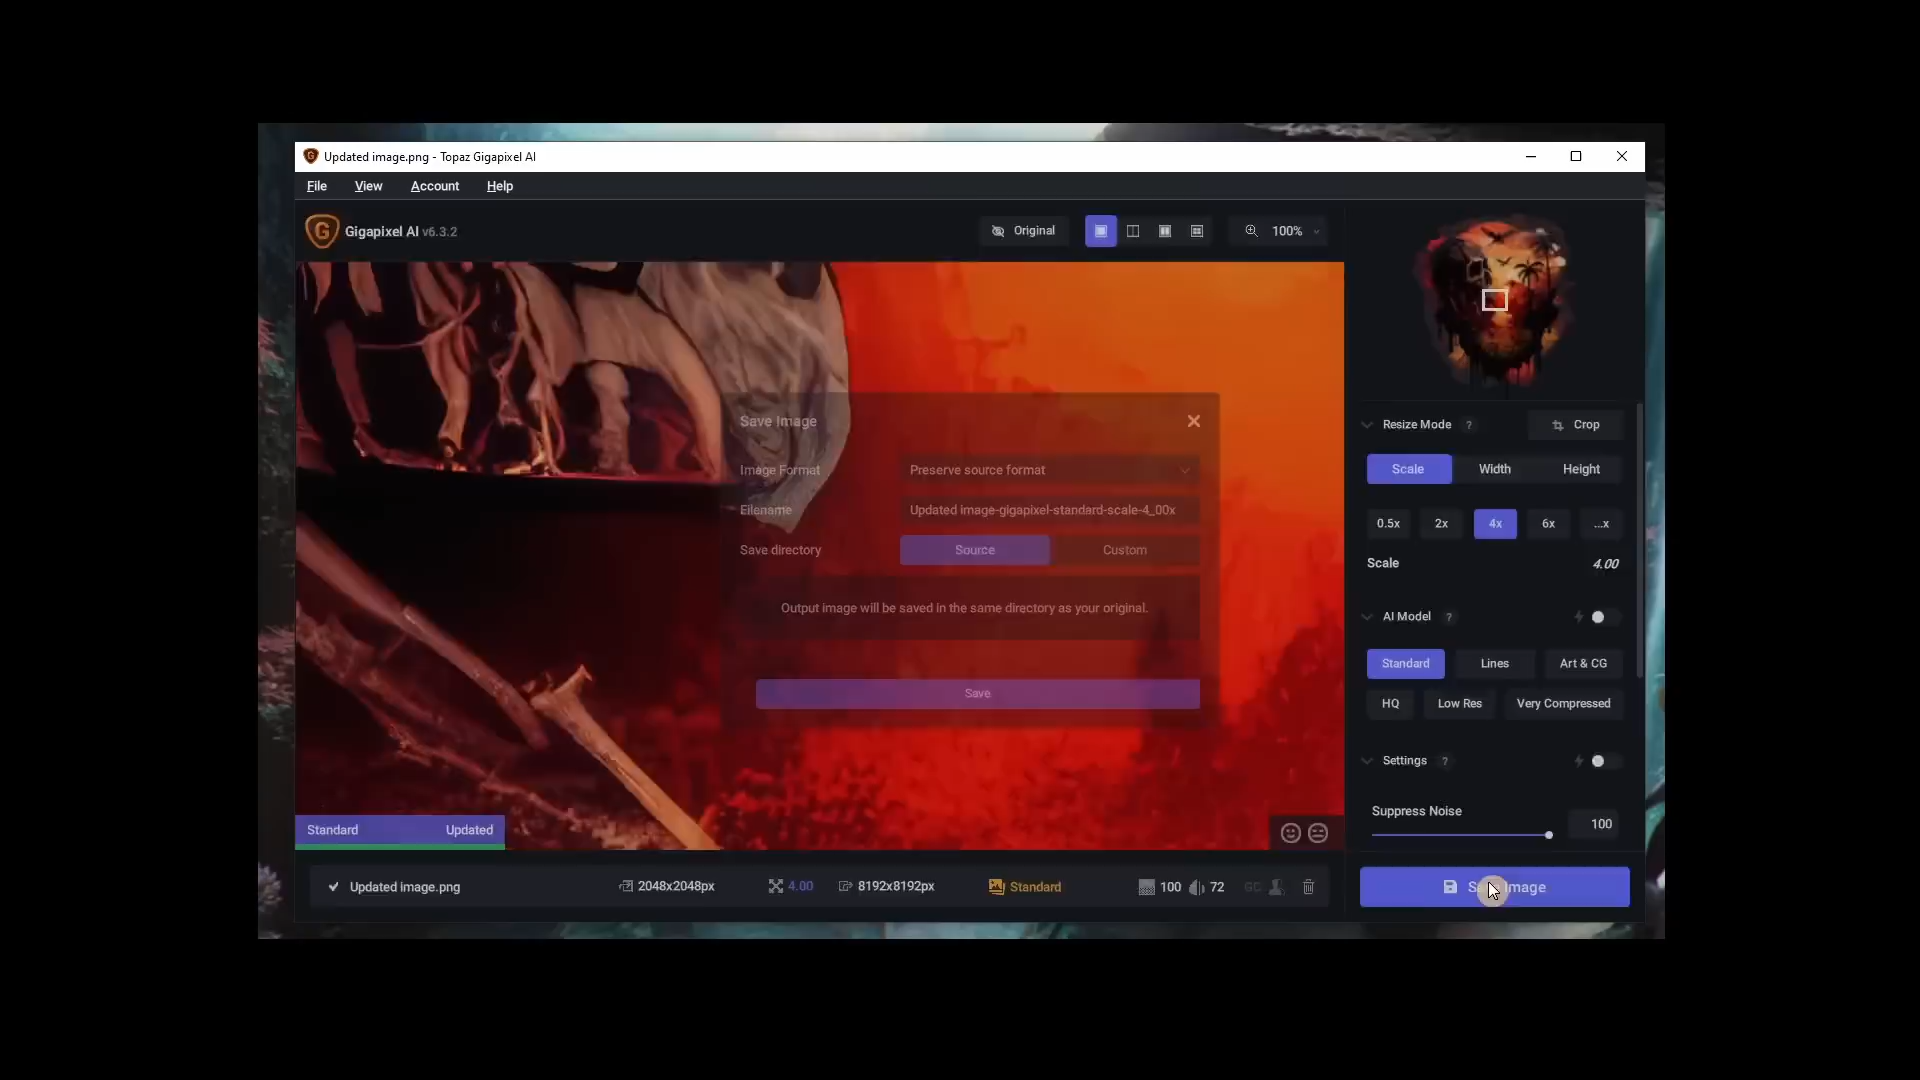 Updated image.png - Topaz Gigapixel AI
File View Account Help
Gigapixel AI v6.3.2
Original
100%
Resize Mode ? Crop
Scale Width Height
0.5x 2x 4x 6x ...x
Scale 4.00
AI Model ?
Standard Lines Art & CG
HQ Low Res Very Compressed
Settings ?
Suppress Noise
100
Save Image
Image Format Preserve source format
Filename Updated image-gigapixel-standard-scale-4_00x
Save directory Source Custom
Output image will be saved in the same directory as your original.
Save
Standard Updated
Updated image.png 2048x2048px 4.00 8192x8192px Standard 100 72 GC
Save Image